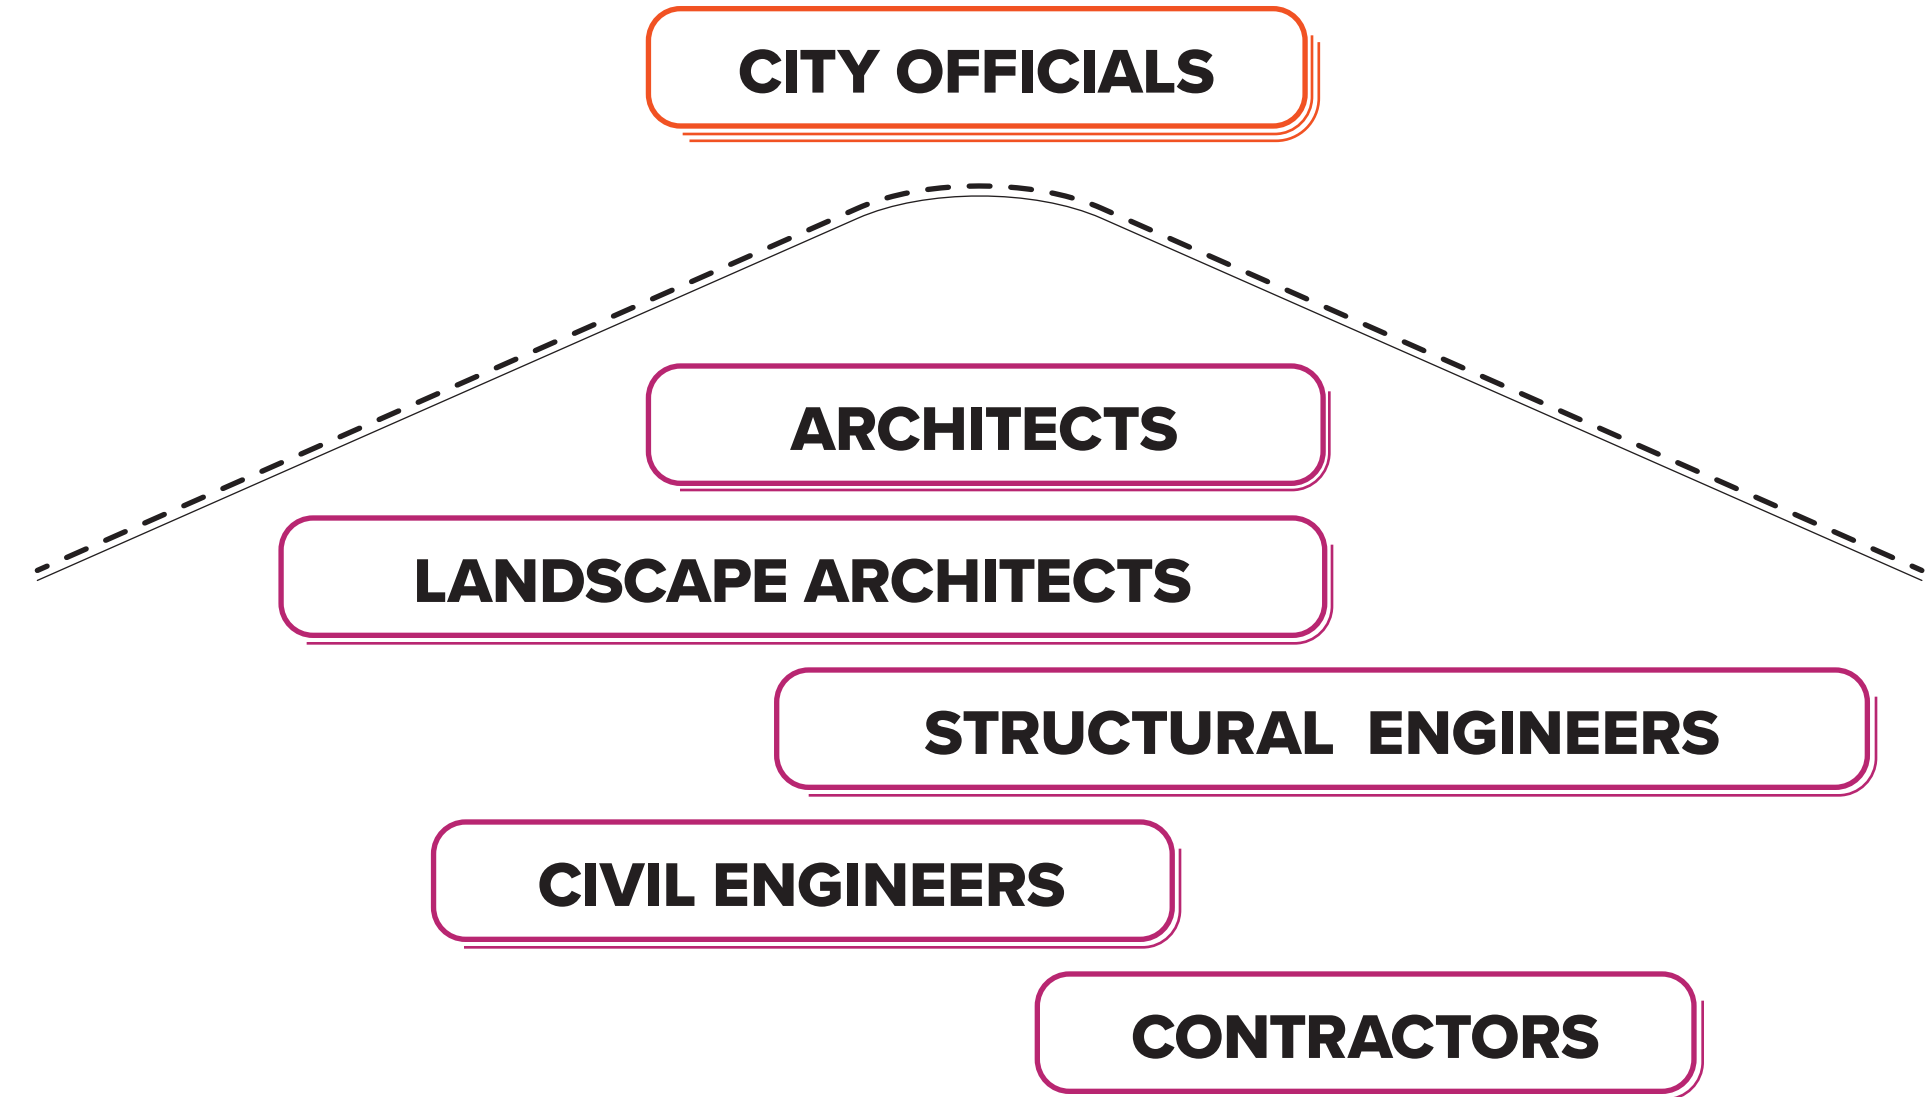 CITY OFFICIALS
ARCHITECTS
LANDSCAPE ARCHITECTS
STRUCTURAL ENGINEERS
CIVIL ENGINEERS
CONTRACTORS